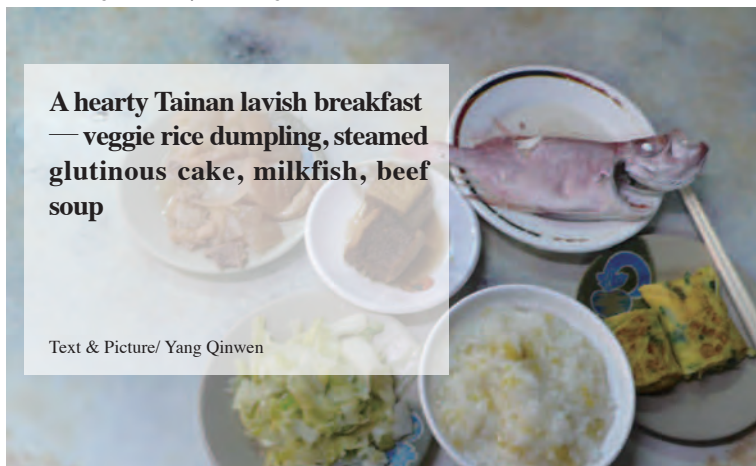 A hearty Tainan lavish breakfast
— veggie rice dumpling, steamed
glutinous cake, milkfish, beef
soup
Text & Picture/ Yang Qinwen